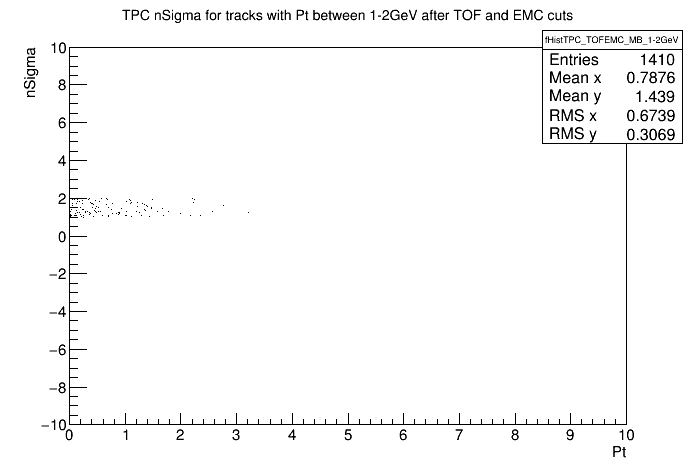 TPC nSigma for tracks with Pt between 1-2GeV after TOF and EMC cuts
fHistTPC_TOFEMC_MB_1-2GeV
Entries 1410
Mean x 0.7876
Mean y 1.439
RMS x 0.6739
RMS y 0.3069
nSigma
10
8
6
4
2
0
−2
−4
−6
−8
−10
0 1 2 3 4 5 6 7 8 9 10
Pt